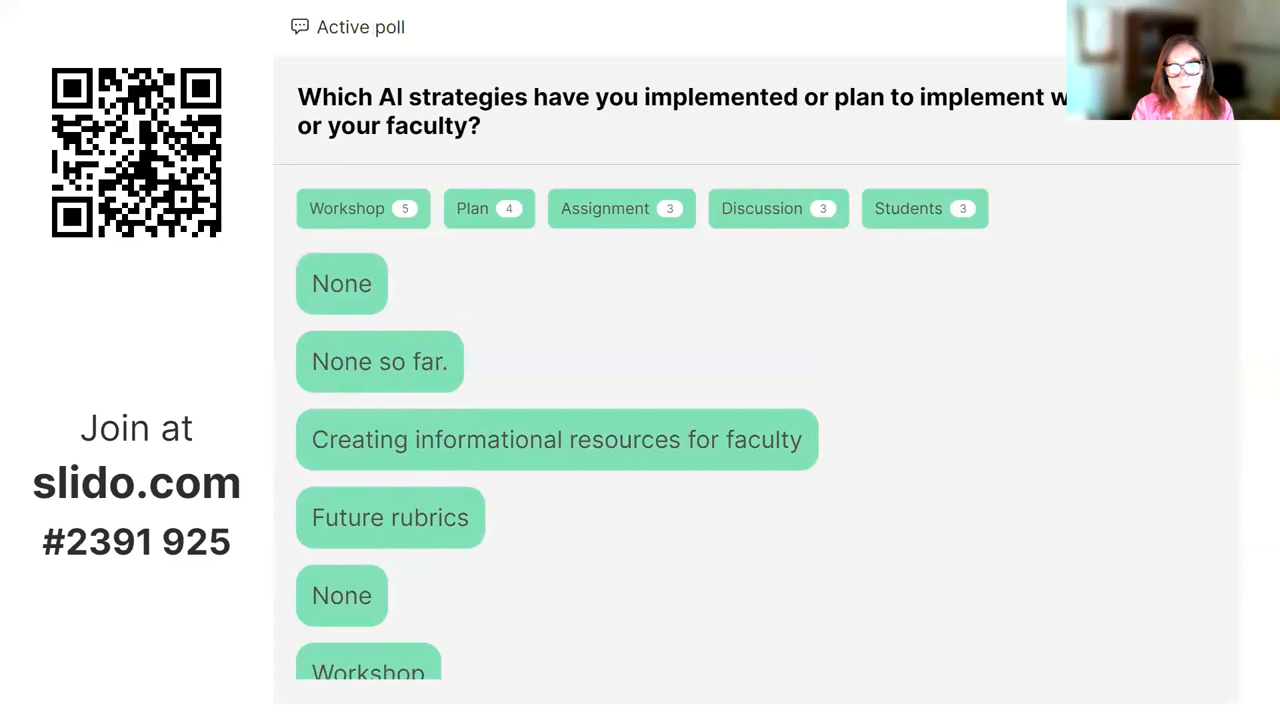 Active poll
Which AI strategies have you implemented or plan to implement
or your faculty?
Workshop 5 Plan 4 Assignment 3 Discussion 3 Students 3
None
None so far.
Creating informational resources for faculty
Future rubrics
None
Workshop
Join at
slido.com
#2391 925